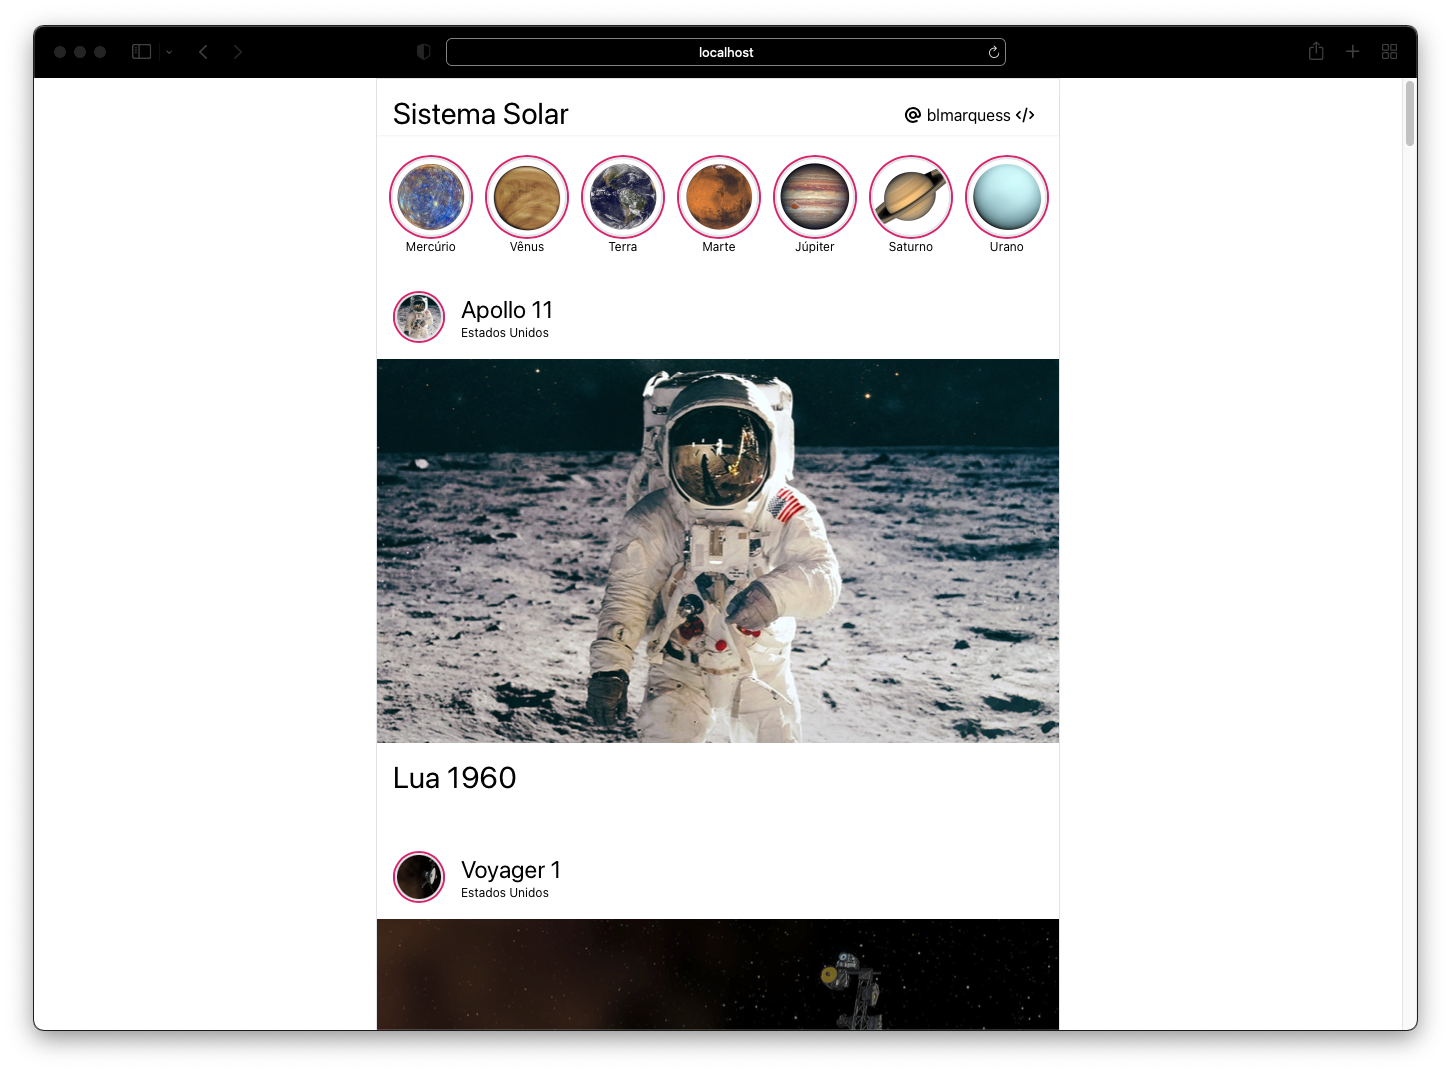 localhost
Sistema Solar
@ blmarquess </>
Mercúrio Vênus Terra Marte Júpiter Saturno Urano
Apollo 11
Estados Unidos
Lua 1960
Voyager 1
Estados Unidos